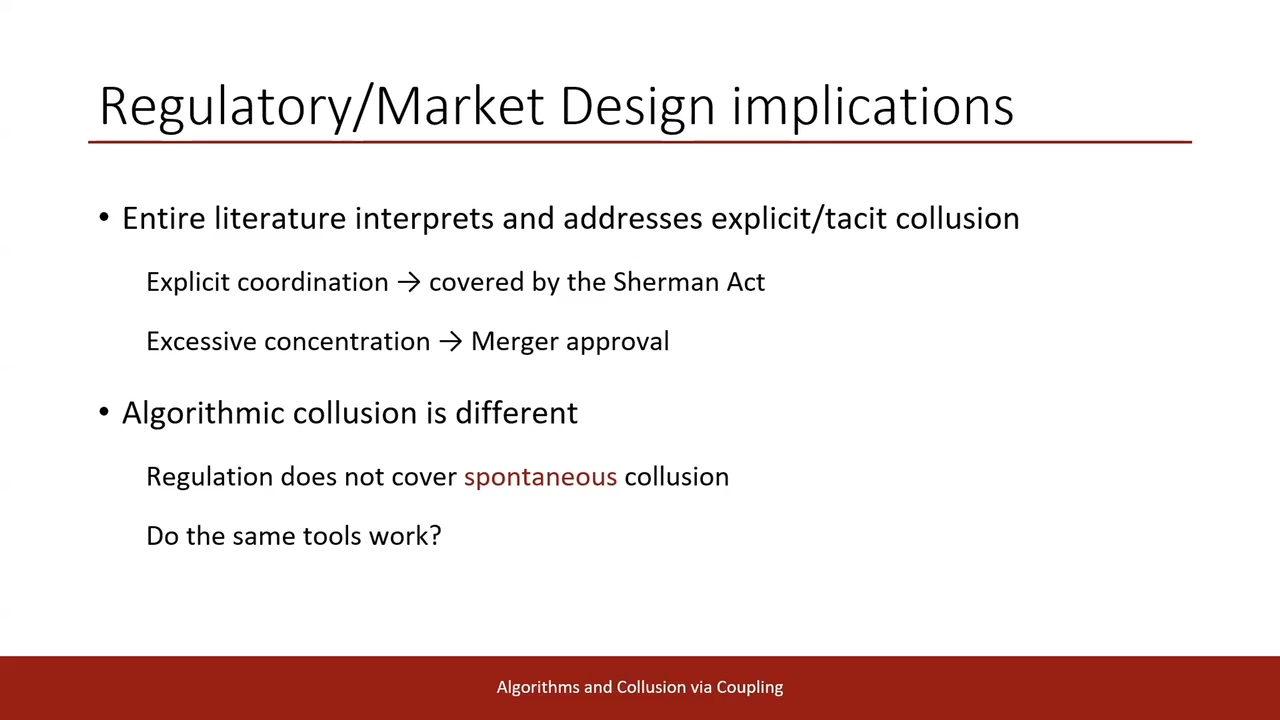 Regulatory/Market Design implications
• Entire literature interprets and addresses explicit/tacit collusion
Explicit coordination → covered by the Sherman Act
Excessive concentration → Merger approval
• Algorithmic collusion is different
Regulation does not cover spontaneous collusion
Do the same tools work?
Algorithms and Collusion via Coupling